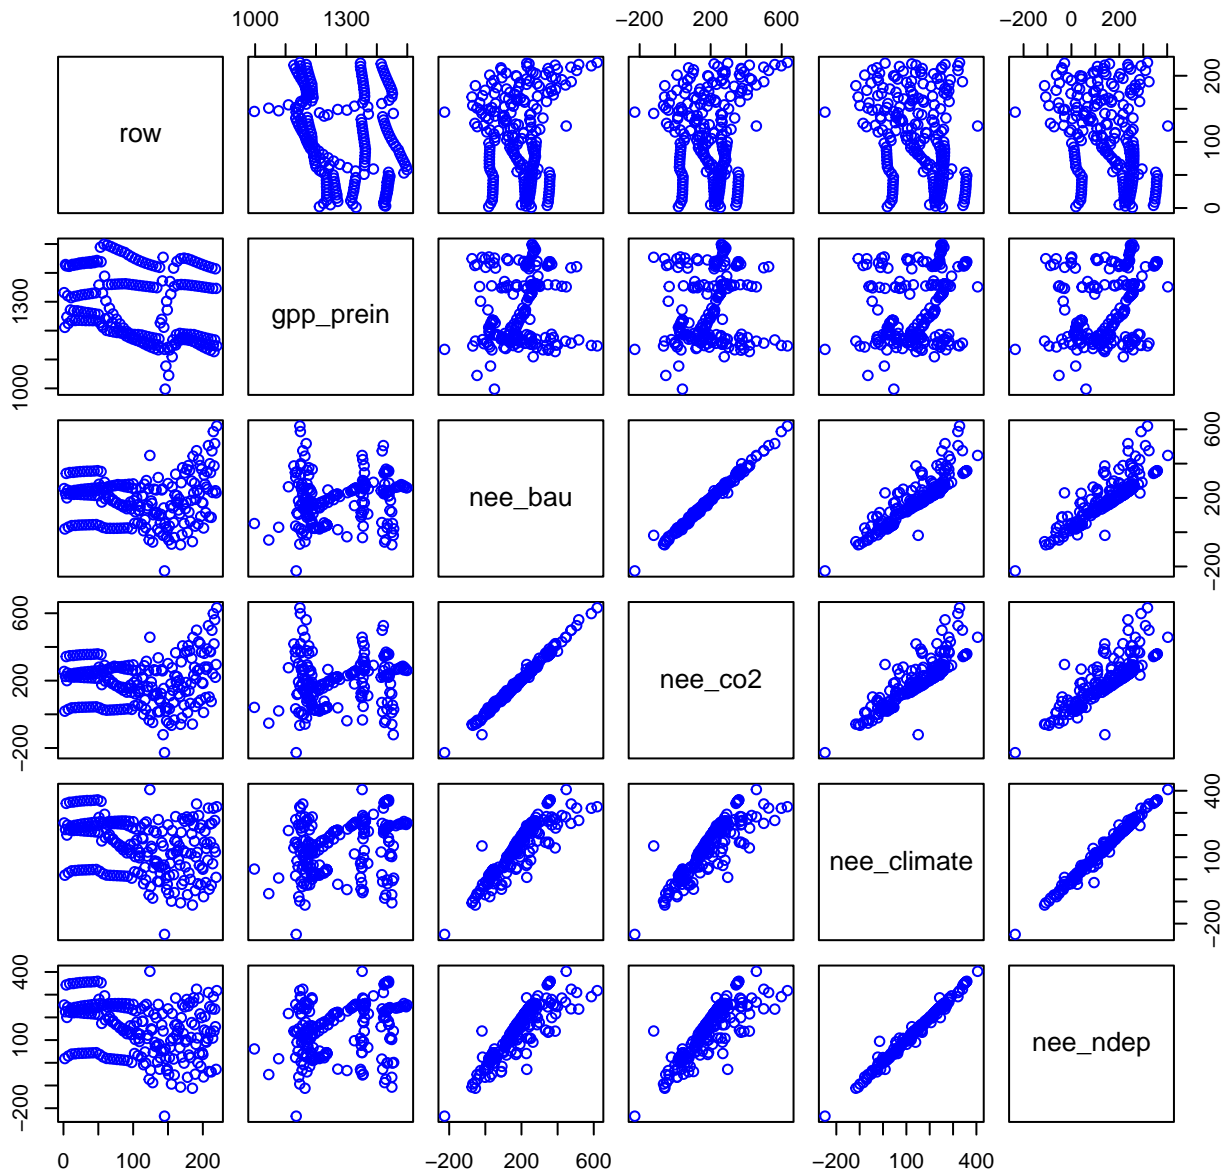 1000 1300 −200 200 600 −200 0 200
row 0 100 200
1000 1300 gpp_prein
nee_bau −200 200 600
−200 200 600 nee_co2
nee_climate −200 100 400
−200 100 400 nee_ndep
0 100 200 −200 200 600 −200 200 400